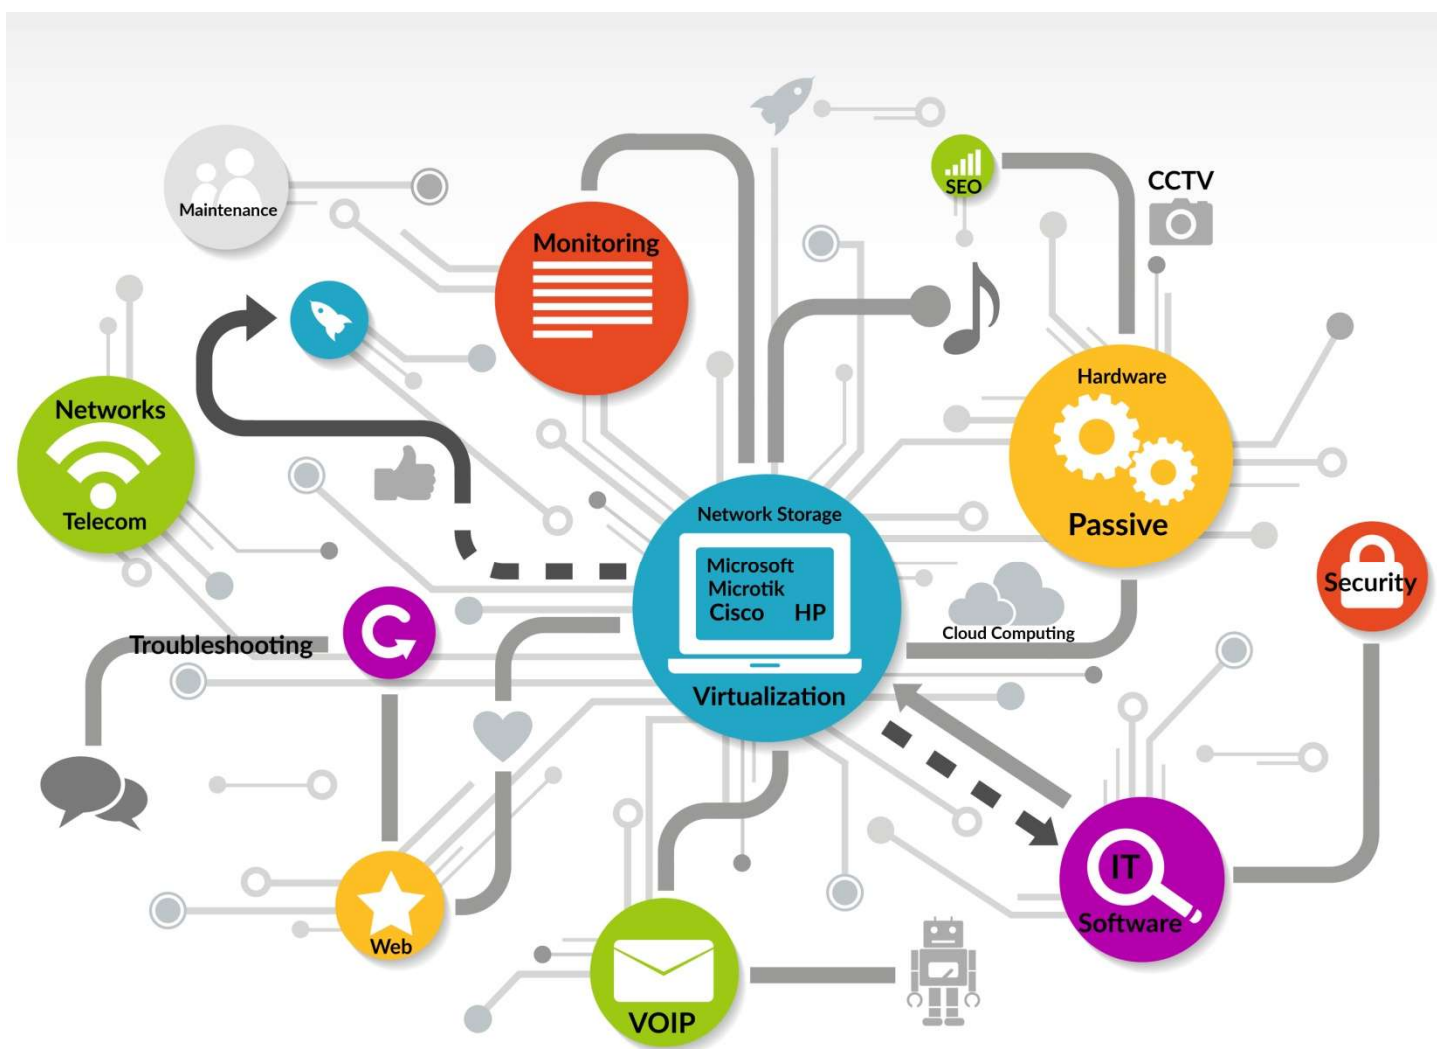 CCTV
SEO
Maintenance
Monitoring
Hardware
Networks
Passive
Telecom
Network Storage
Microsoft
Microtik
Cisco HP
Security
Cloud Computing
Troubleshooting
Virtualization
IT
Software
Web
VOIP